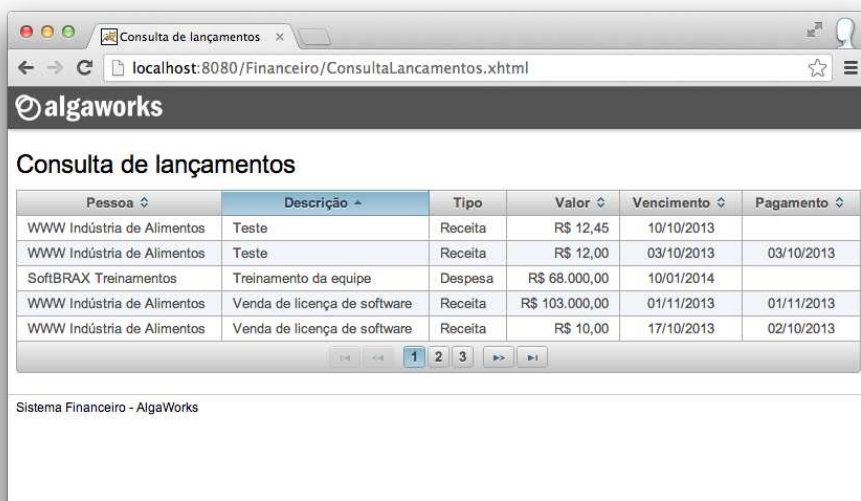 Consulta de lançamentos
localhost:8080/Financeiro/ConsultaLancamentos.xhtml
algaworks
Consulta de lançamentos
Pessoa Descrição Tipo Valor Vencimento Pagamento
WWW Indústria de Alimentos Teste Receita R$ 12,45 10/10/2013
WWW Indústria de Alimentos Teste Receita R$ 12,00 03/10/2013 03/10/2013
SoftBRAX Treinamentos Treinamento da equipe Despesa R$ 68.000,00 10/01/2014
WWW Indústria de Alimentos Venda de licença de software Receita R$ 103.000,00 01/11/2013 01/11/2013
WWW Indústria de Alimentos Venda de licença de software Receita R$ 10,00 17/10/2013 02/10/2013
1 2 3
Sistema Financeiro - AlgaWorks